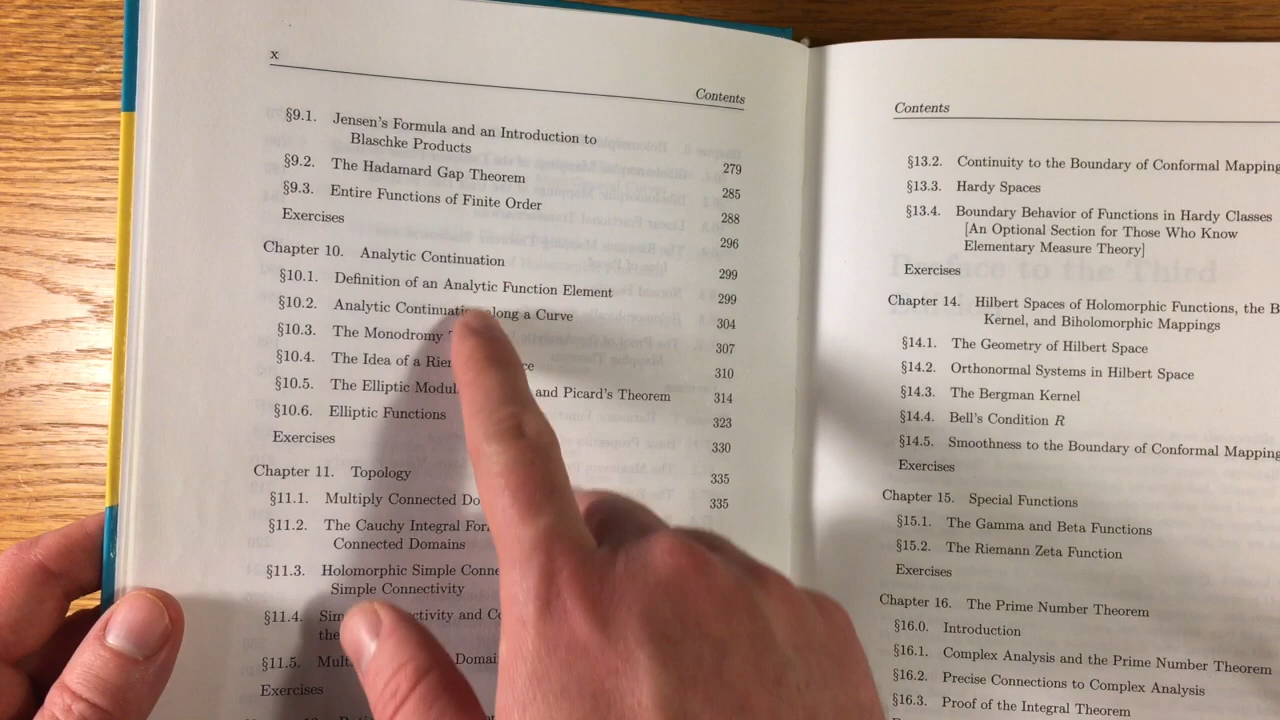 x
Contents
§9.1. Jensen's Formula and an Introduction to
Blaschke Products 279
§9.2. The Hadamard Gap Theorem 285
§9.3. Entire Functions of Finite Order 288
Exercises 296
Chapter 10. Analytic Continuation 299
§10.1. Definition of an Analytic Function Element 299
§10.2. Analytic Continuation along a Curve 304
§10.3. The Monodromy 307
§10.4. The Idea of a 310
§10.5. The Elliptic and Picard's Theorem 314
§10.6. Elliptic Functions 323
Exercises 330
Chapter 11. Topology 335
§11.1. Multiply Connected 335
§11.2. The Cauchy Integral
Connected Domains
§11.3. Holomorphic Simple
Simple Connectivity
§11.4. and
the
§11.5.
Exercises
Contents
§13.2. Continuity to the Boundary of Conformal
§13.3. Hardy Spaces
§13.4. Boundary Behavior of Functions in Hardy Classes
[An Optional Section for Those Who Know
Elementary Measure Theory]
Exercises
Chapter 14. Hilbert Spaces of Holomorphic Functions, the
Kernel, and Biholomorphic Mappings
§14.1. The Geometry of Hilbert Space
§14.2. Orthonormal Systems in Hilbert Space
§14.3. The Bergman Kernel
§14.4. Bell's Condition R
§14.5. Smoothness to the Boundary of Conformal
Exercises
Chapter 15. Special Functions
§15.1. The Gamma and Beta Functions
§15.2. The Riemann Zeta Function
Exercises
Chapter 16. The Prime Number Theorem
§16.0. Introduction
§16.1. Complex Analysis and the Prime Number Theorem
§16.2. Precise Connections to Complex Analysis
§16.3. Proof of the Integral Theorem